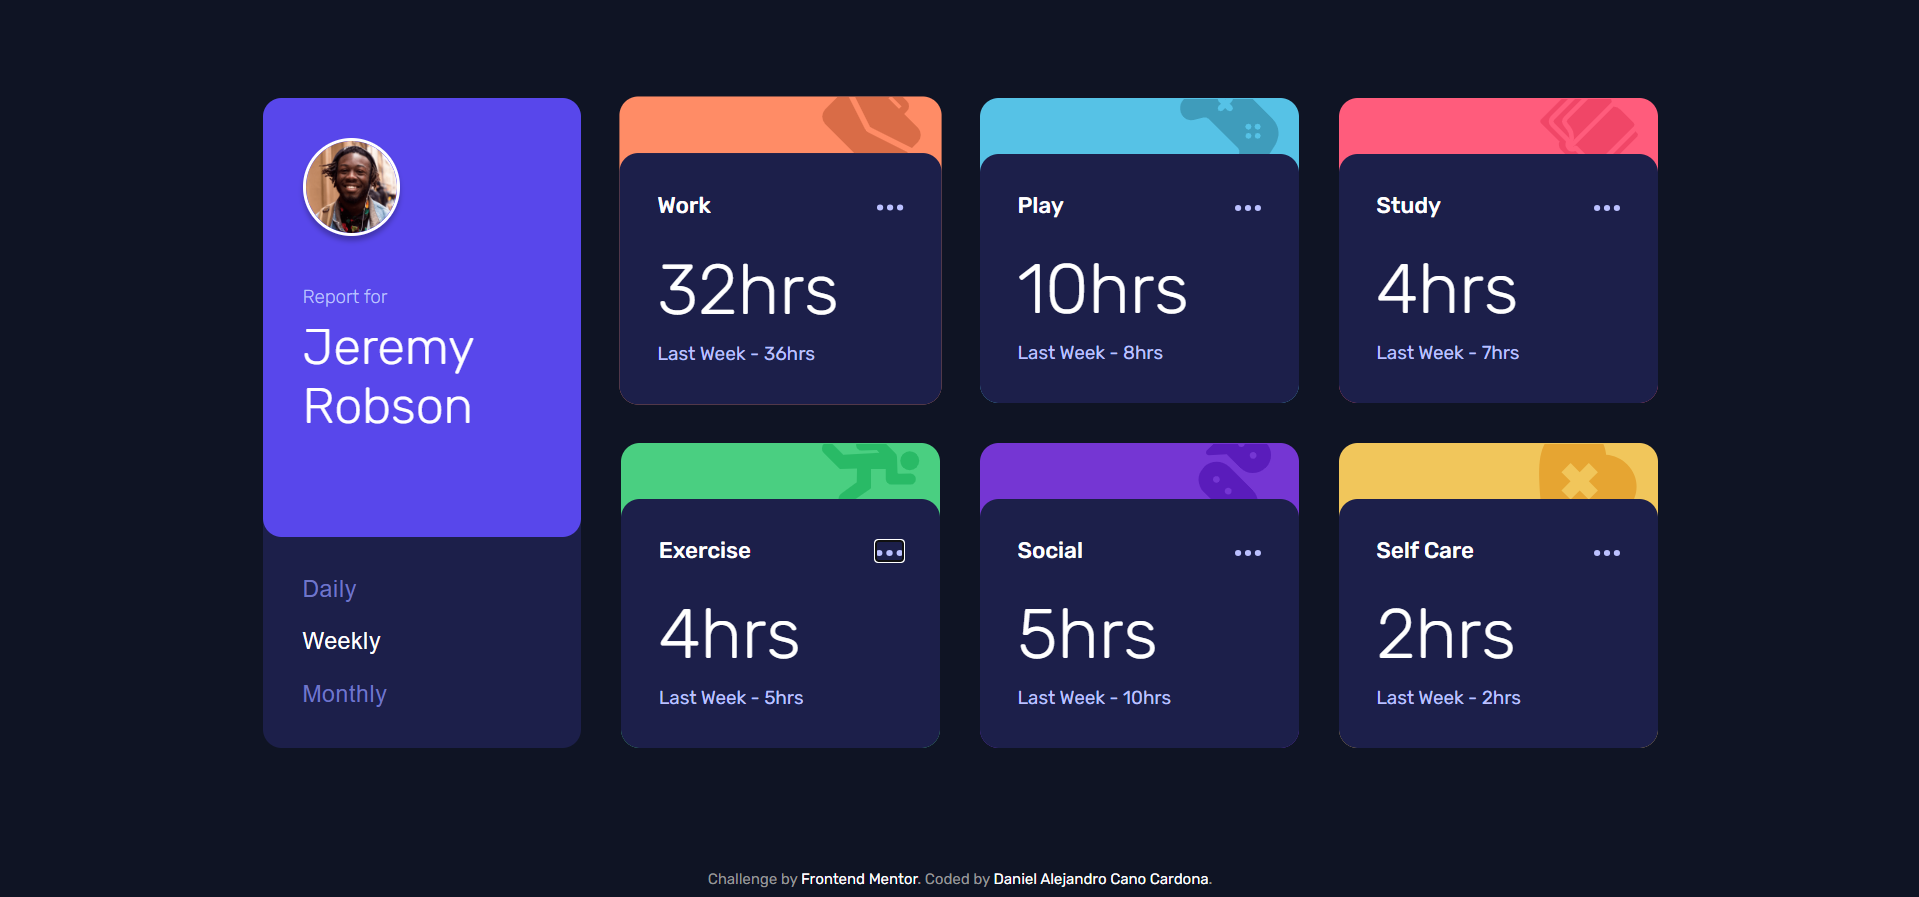 Report for
Jeremy
Robson
Daily
Weekly
Monthly
Work
32hrs
Last Week - 36hrs
Play
10hrs
Last Week - 8hrs
Study
4hrs
Last Week - 7hrs
Exercise
4hrs
Last Week - 5hrs
Social
5hrs
Last Week - 10hrs
Self Care
2hrs
Last Week - 2hrs
Challenge by Frontend Mentor. Coded by Daniel Alejandro Cano Cardona.